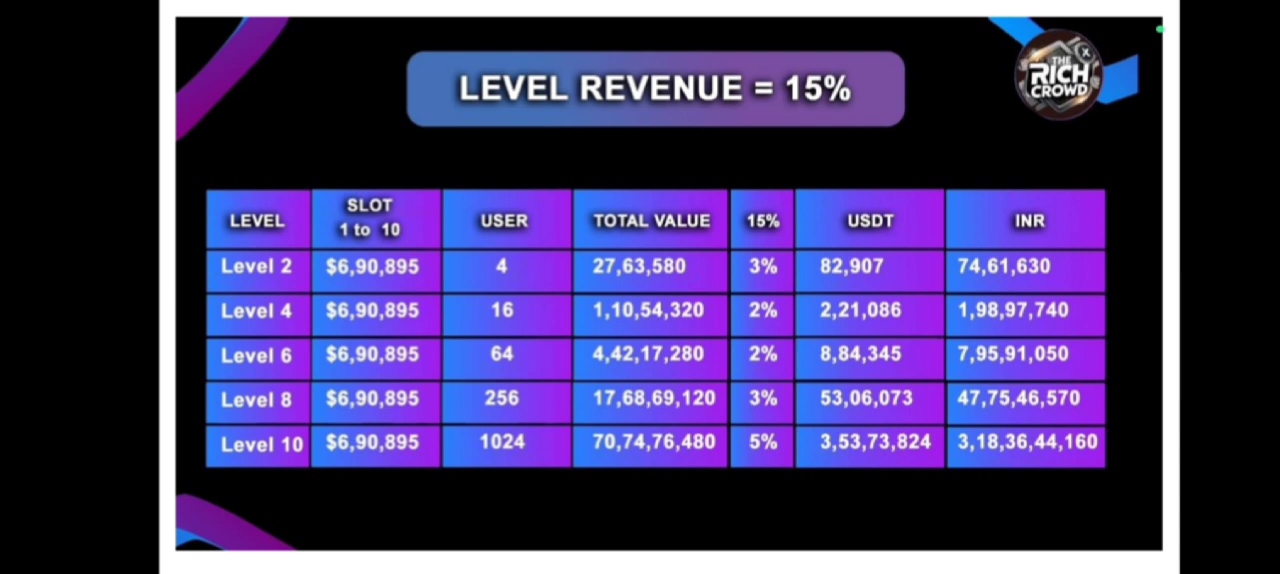 LEVEL REVENUE = 15%
THE
RICH
CROWD
X
LEVEL SLOT 1 to 10 USER TOTAL VALUE 15% USDT INR
Level 2 $6,90,895 4 27,63,580 3% 82,907 74,61,630
Level 4 $6,90,895 16 1,10,54,320 2% 2,21,086 1,98,97,740
Level 6 $6,90,895 64 4,42,17,280 2% 8,84,345 7,95,91,050
Level 8 $6,90,895 256 17,68,69,120 3% 53,06,073 47,75,46,570
Level 10 $6,90,895 1024 70,74,76,480 5% 3,53,73,824 3,18,36,44,160